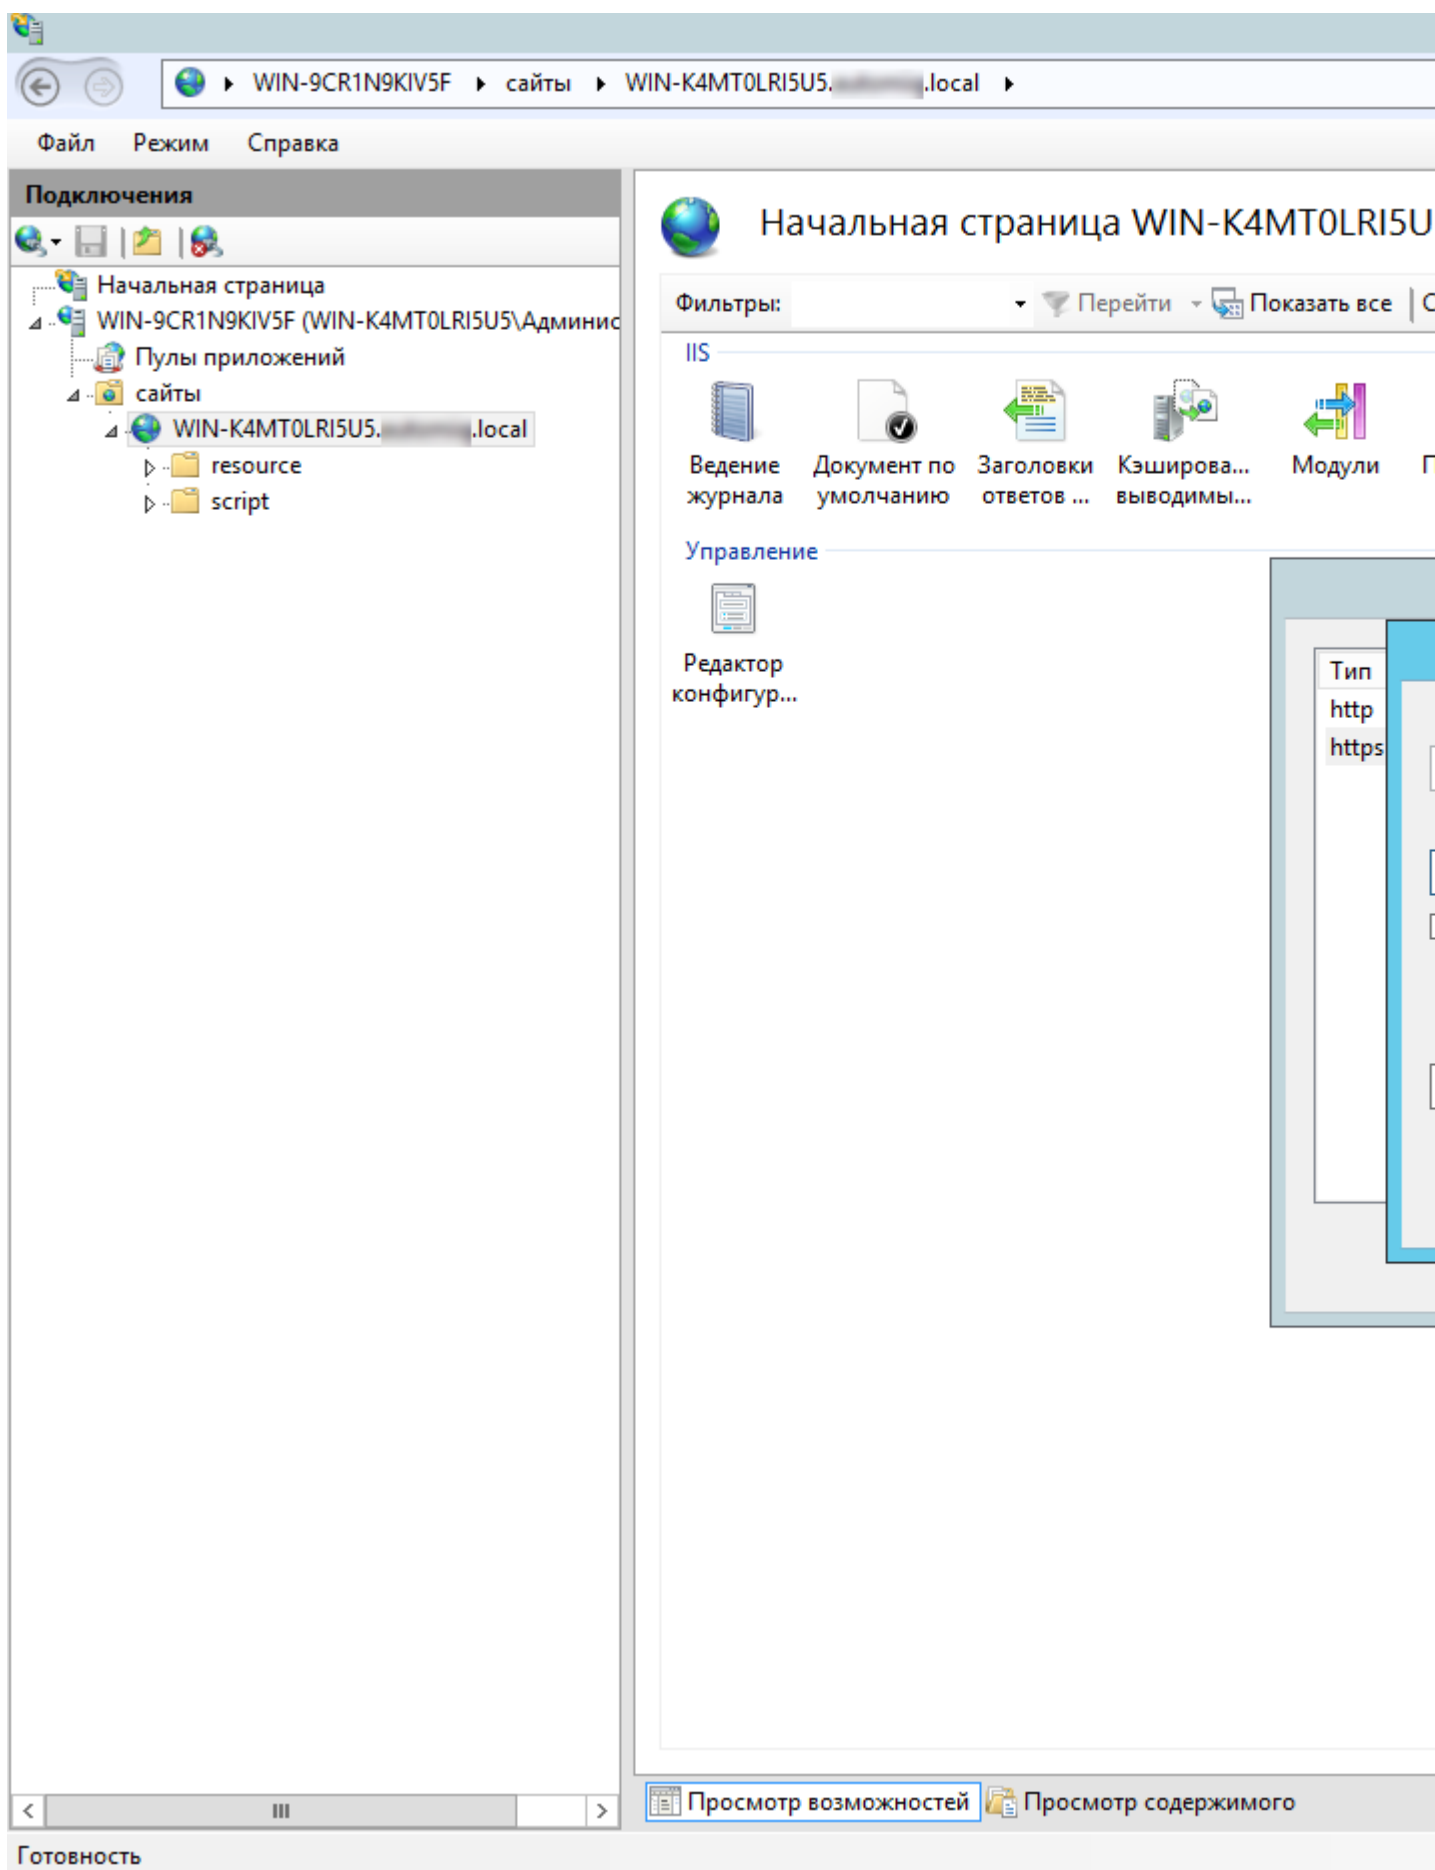 WIN-9CR1N9KIV5F сайты WIN-K4MT0LRI5U5. .local
Файл Режим Справка
Подключения
Начальная страница
WIN-9CR1N9KIV5F (WIN-K4MT0LRI5U5\Админис
Пулы приложений
сайты
WIN-K4MT0LRI5U5. .local
resource
script
Начальная страница WIN-K4MT0LRI5U
Фильтры: Перейти Показать все
IIS
Ведение журнала
Документ по умолчанию
Заголовки ответов ...
Кэширова... выводимы...
Модули
Управление
Редактор конфигур...
Тип
http
https
Просмотр возможностей Просмотр содержимого
Готовность